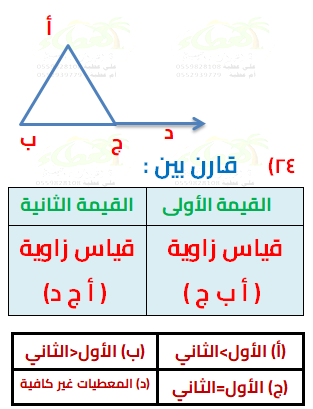 أ
ب
ج
د
٢٤) قارن بين :
القيمة الأولى
القيمة الثانية
قياس زاوية
( أ ب ج )
قياس زاوية
( أ ج د)
(أ) الأول>الثاني
(ب) الأول<الثاني
(ج) الأول=الثاني
(د) المعطيات غير كافية